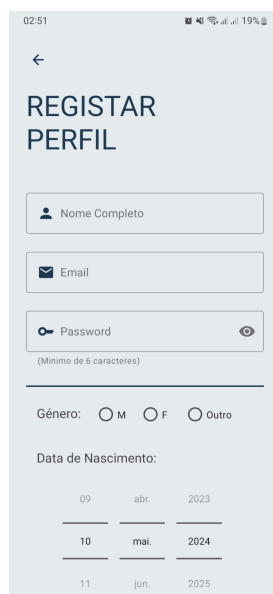 02:51
19%
REGISTAR
PERFIL
Nome Completo
Email
Password
(Minimo de 6 caracteres)
Género: M F Outro
Data de Nascimento:
09 abr. 2023
10 mai. 2024
11 jun. 2025